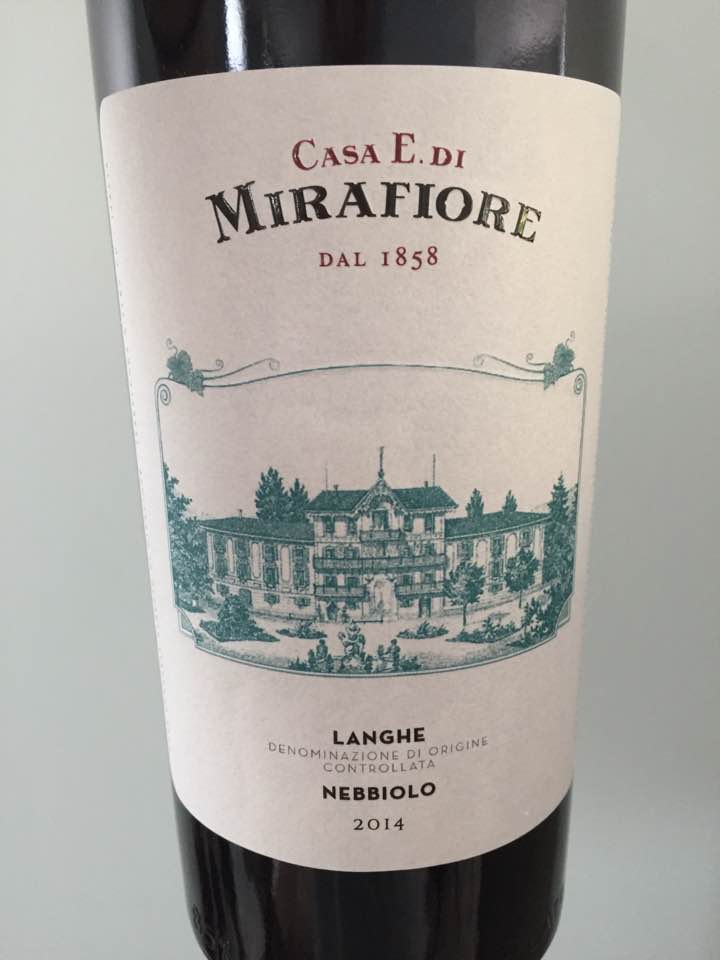 CASA E. DI
MIRAFIORE
DAL 1858
LANGHE
DENOMINAZIONE DI ORIGINE
CONTROLLATA
NEBBIOLO
2014